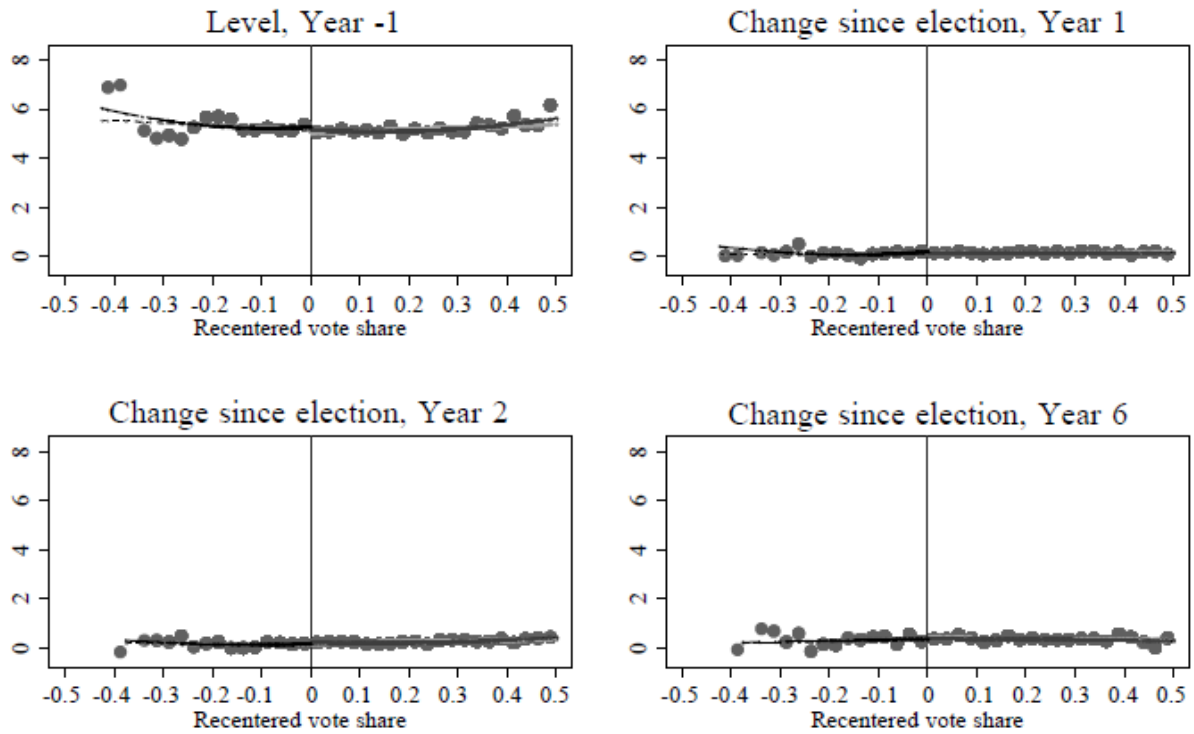 Level, Year -1
8
6
4
2
0
-0.5 -0.4 -0.3 -0.2 -0.1 0 0.1 0.2 0.3 0.4 0.5
Recentered vote share
Change since election, Year 1
8
6
4
2
0
-0.5 -0.4 -0.3 -0.2 -0.1 0 0.1 0.2 0.3 0.4 0.5
Recentered vote share
Change since election, Year 2
8
6
4
2
0
-0.5 -0.4 -0.3 -0.2 -0.1 0 0.1 0.2 0.3 0.4 0.5
Recentered vote share
Change since election, Year 6
8
6
4
2
0
-0.5 -0.4 -0.3 -0.2 -0.1 0 0.1 0.2 0.3 0.4 0.5
Recentered vote share